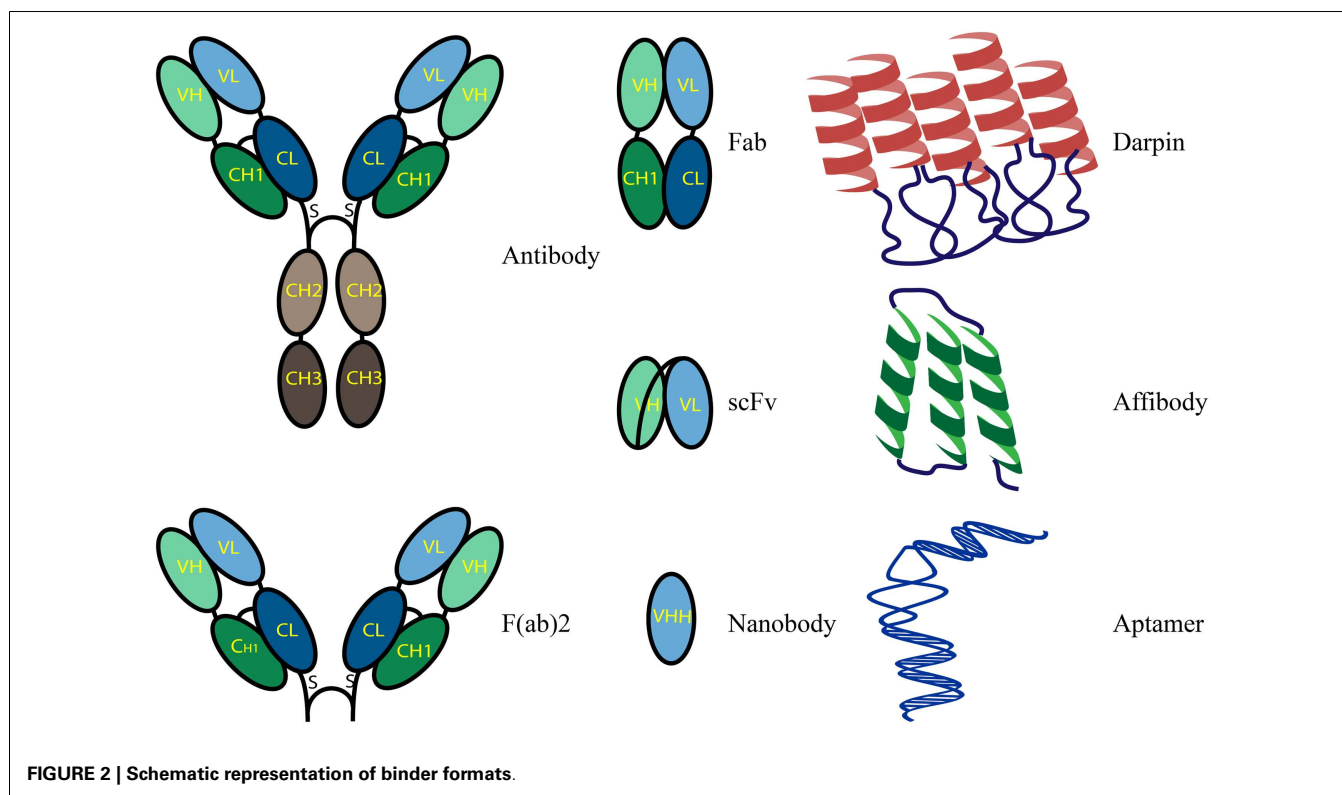 VH VL VL VH
CH1 CL CL CH1
S S
CH2 CH2
CH3 CH3
Antibody
VH VL
CH1 CL
Fab
Darpin
VH VL
scFv
Affibody
VH VL VL VH
CH1 CL CL CH1
S S
F(ab)2
VHH
Nanobody
Aptamer
FIGURE 2 | Schematic representation of binder formats.